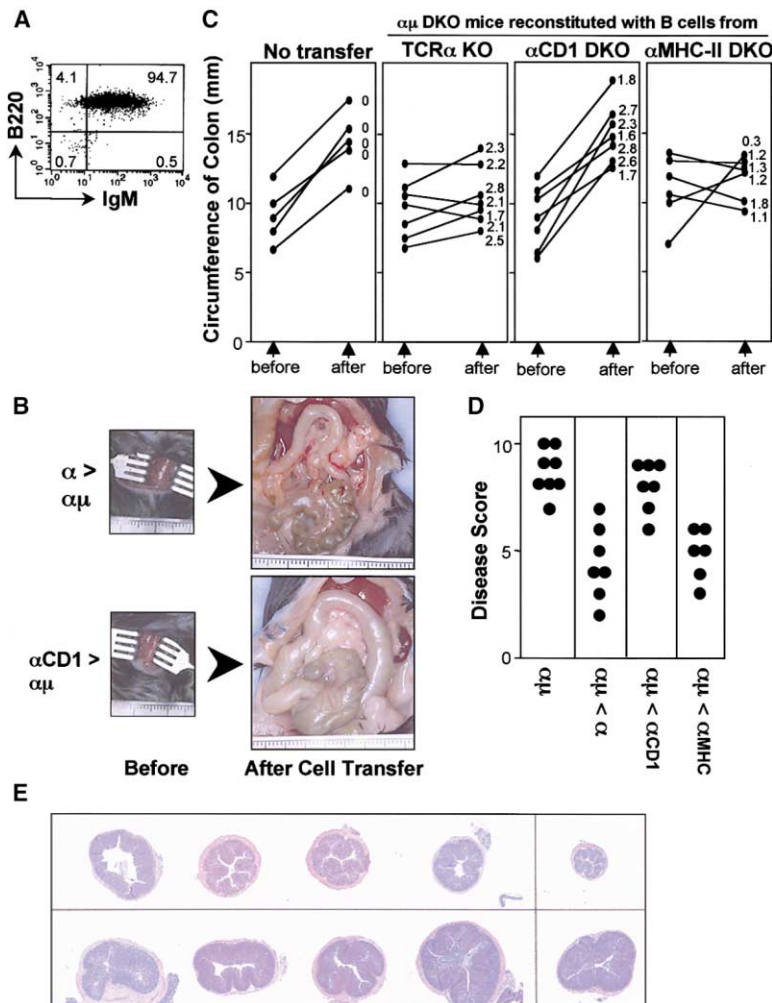 A
4.1
94.7
0.7
0.5
B220
10⁴
10³
10²
10¹
10⁰
10⁰ 10¹ 10² 10³ 10⁴
IgM
C
αμ DKO mice reconstituted with B cells from
No transfer
TCRα KO
αCD1 DKO
αMHC-II DKO
Circumference of Colon (mm)
15
10
5
0
0
0
0
0
0
2.3
2.2
2.8
2.1
1.7
2.1
2.5
1.8
2.7
2.3
1.6
2.8
2.6
1.7
0.3
1.2
1.3
1.2
1.8
1.1
before
after
before
after
before
after
before
after
B
α >
αμ
αCD1 >
αμ
Before
After Cell Transfer
D
Disease Score
10
5
0
αμ
αμ < α
αμ < αCD1
αμ < αMHC
E